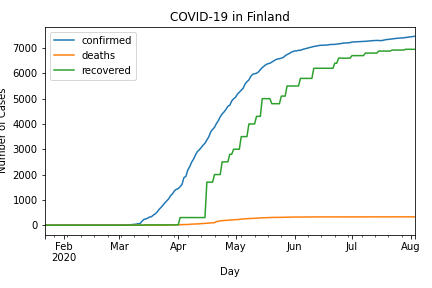 COVID-19 in Finland
confirmed
deaths
recovered
Number of Cases
7000
6000
5000
4000
3000
2000
1000
0
Feb Mar Apr May Jun Jul Aug
2020
Day